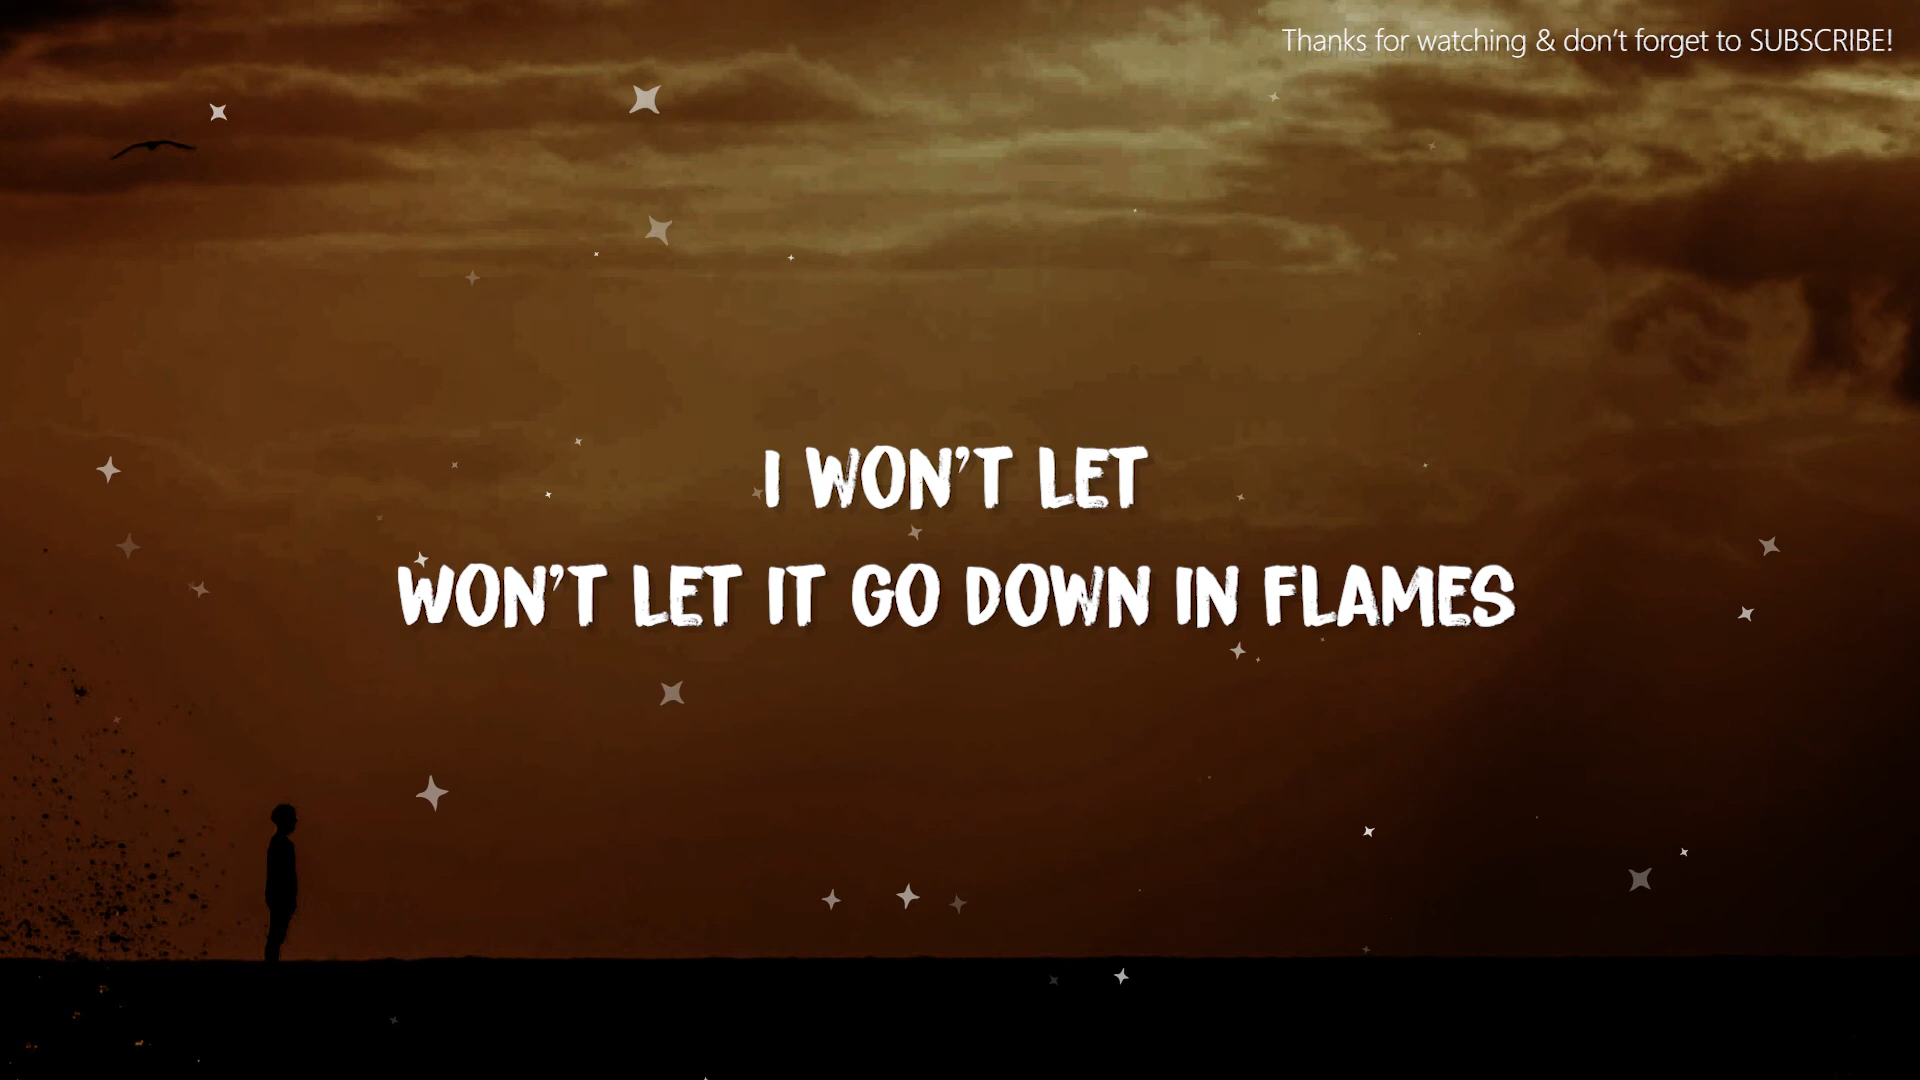 Thanks for watching & don't forget to SUBSCRIBE!
I WON'T LET
WON'T LET IT GO DOWN IN FLAMES